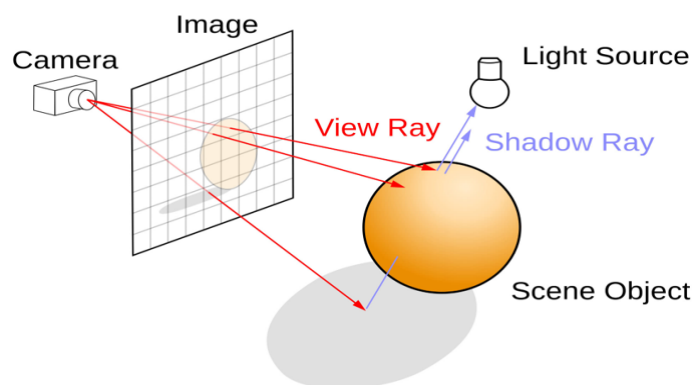 Image
Camera
Light Source
View Ray
Shadow Ray
Scene Object